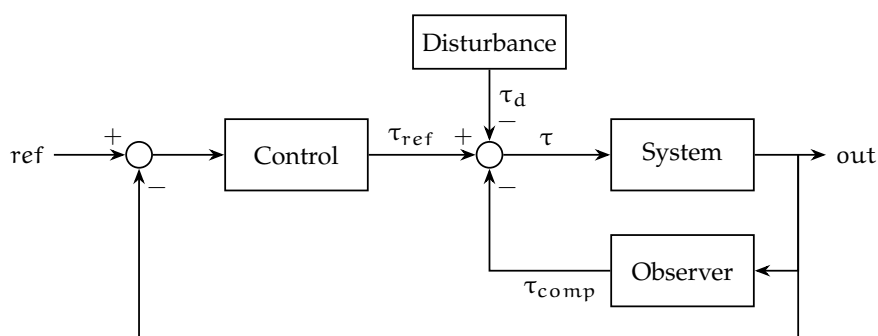 Disturbance
τd
−
+
τref
+
τ
ref
Control
System
out
−
−
Observer
τcomp